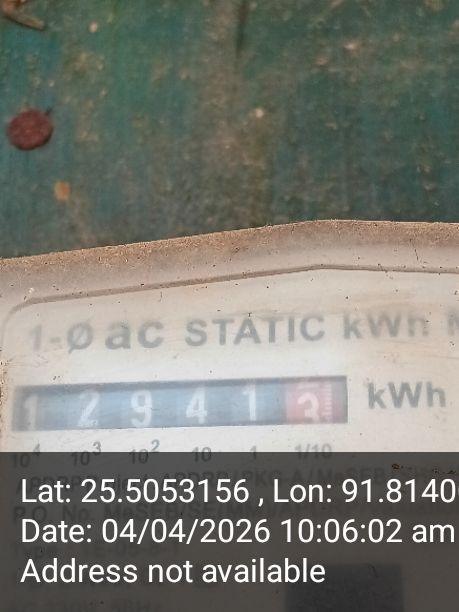 1-Ø ac STATIC kWh
1 2 9 4 1 3 kWh
10⁴ 10³ 10² 10 1 1/10
Lat: 25.5053156 , Lon: 91.8140
Date: 04/04/2026 10:06:02 am
Address not available